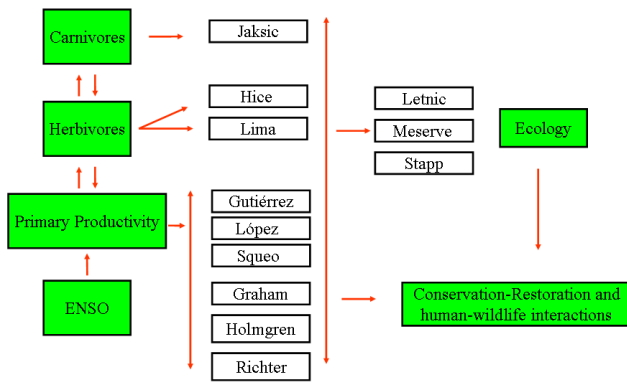 Carnivores
Jaksic
Herbivores
Hice
Lima
Letnic
Meserve
Stapp
Ecology
Primary Productivity
Gutiérrez
López
Squeo
ENSO
Graham
Holmgren
Richter
Conservation-Restoration and
human-wildlife interactions